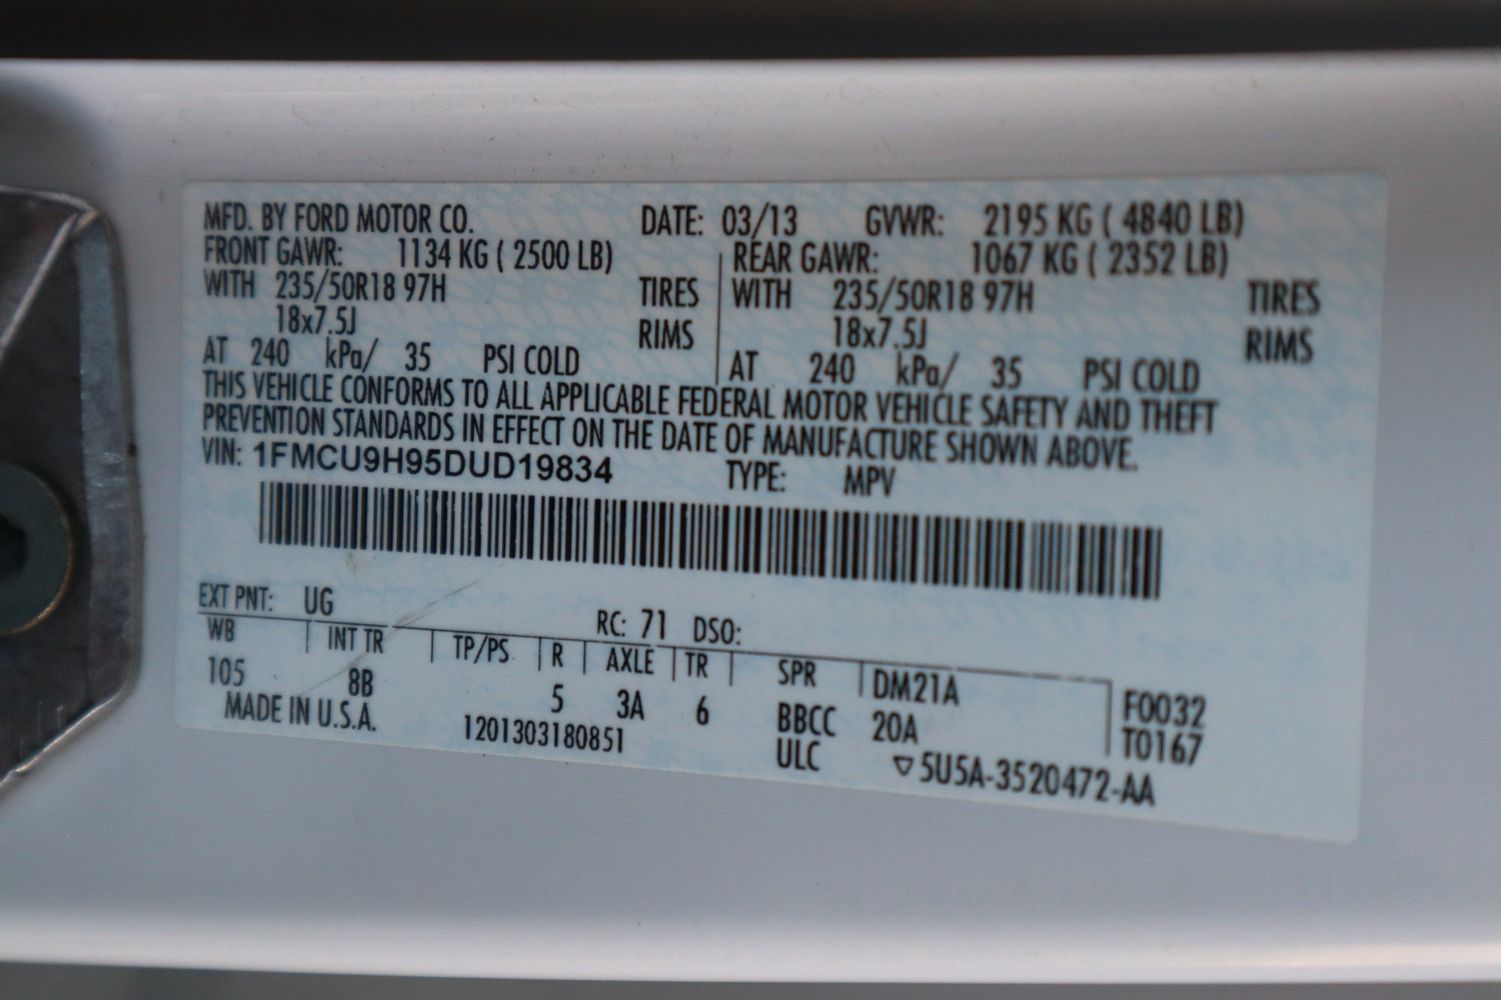 MFD. BY FORD MOTOR CO. DATE: 03/13 GVWR: 2195 KG ( 4840 LB)
FRONT GAWR: 1134 KG ( 2500 LB) REAR GAWR: 1067 KG ( 2352 LB)
WITH 235/50R18 97H TIRES WITH 235/50R18 97H TIRES
18x7.5J RIMS 18x7.5J RIMS
AT 240 kPa/ 35 PSI COLD AT 240 kPa/ 35 PSI COLD
THIS VEHICLE CONFORMS TO ALL APPLICABLE FEDERAL MOTOR VEHICLE SAFETY AND THEFT
PREVENTION STANDARDS IN EFFECT ON THE DATE OF MANUFACTURE SHOWN ABOVE.
VIN: 1FMCU9H95DUD19834 TYPE: MPV
EXT PNT: UG RC: 71 DSO:
WB INT TR TP/PS R AXLE TR SPR DM21A F0032
105 8B 5 3A 6 BBCC 20A T0167
MADE IN U.S.A. 1201303180851 ULC ▽5U5A-3520472-AA